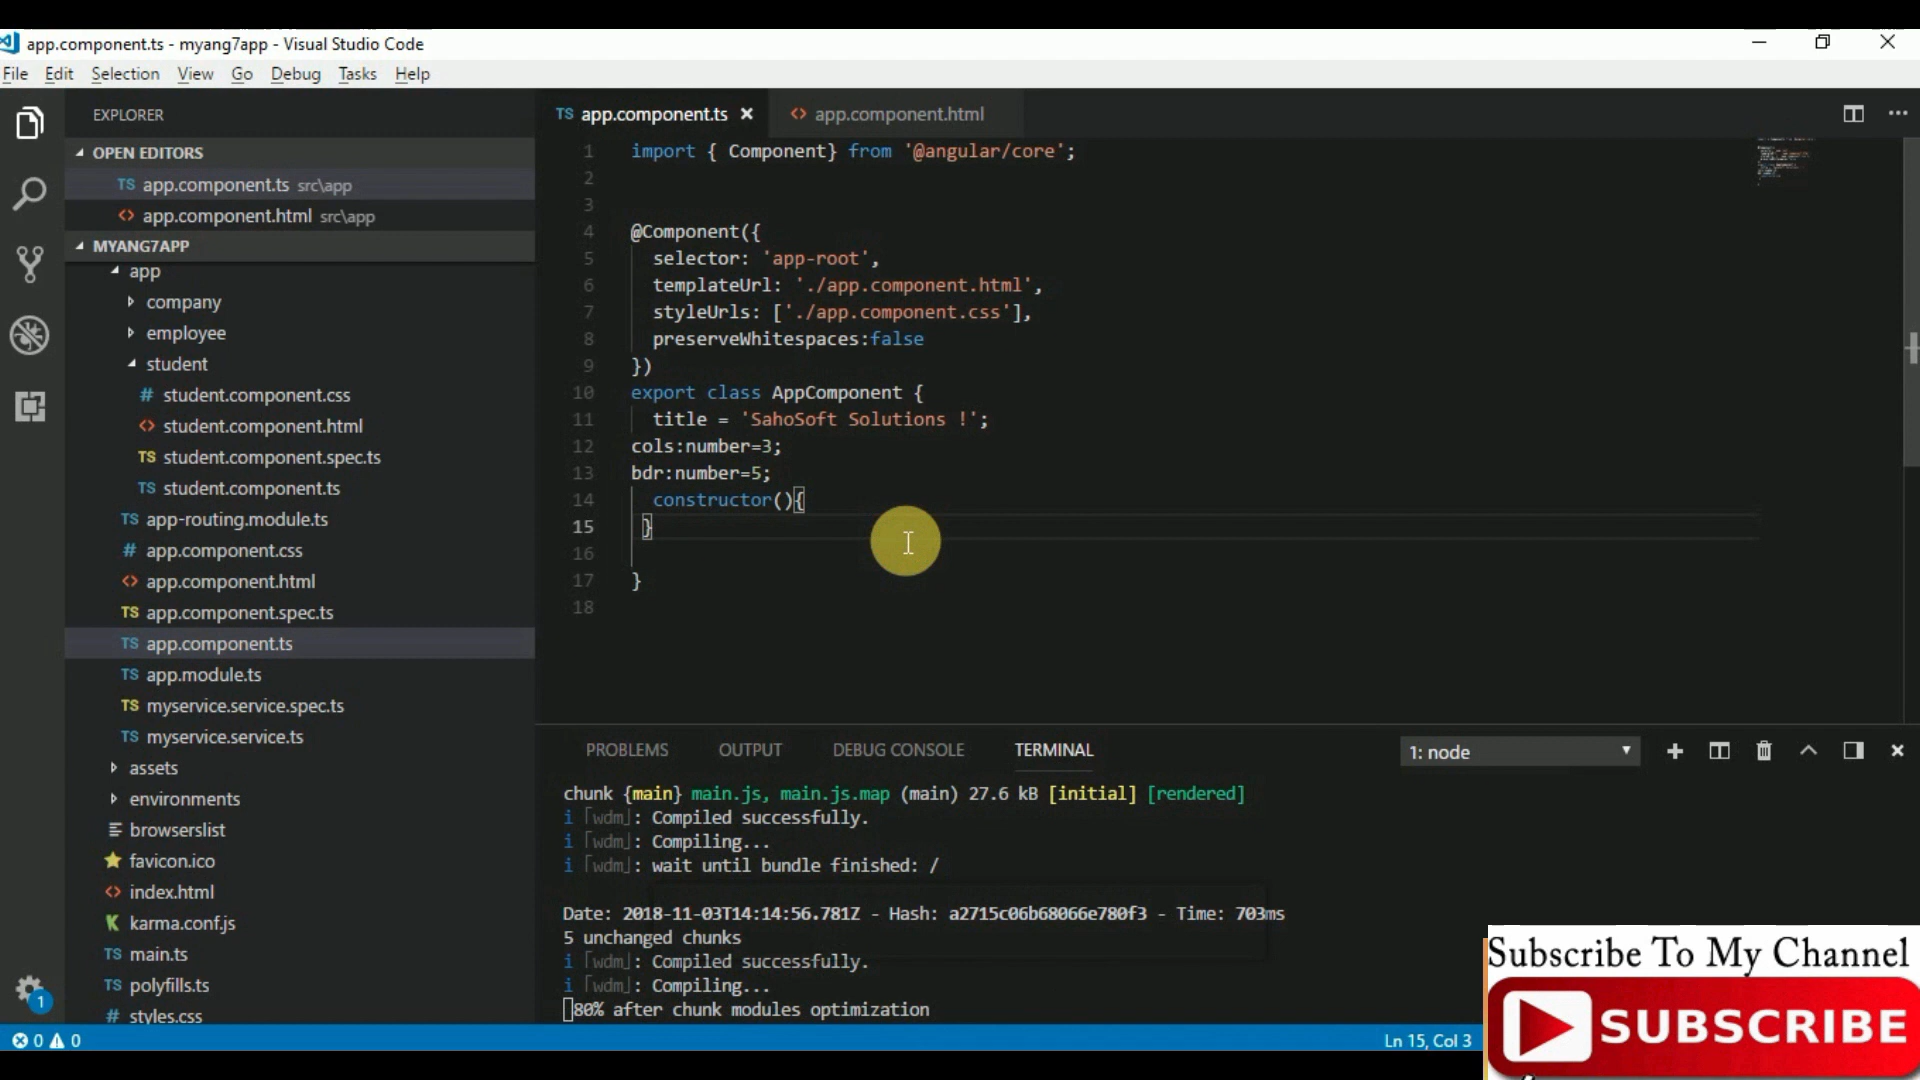 app.component.ts - myang7app - Visual Studio Code
File Edit Selection View Go Debug Tasks Help
EXPLORER
OPEN EDITORS
TS app.component.ts src\app
<> app.component.html src\app
MYANG7APP
app
company
employee
student
# student.component.css
<> student.component.html
TS student.component.spec.ts
TS student.component.ts
TS app-routing.module.ts
# app.component.css
<> app.component.html
TS app.component.spec.ts
TS app.component.ts
TS app.module.ts
TS myservice.service.spec.ts
TS myservice.service.ts
assets
environments
browserslist
favicon.ico
<> index.html
K karma.conf.js
TS main.ts
TS polyfills.ts
# styles.css
1
TS app.component.ts <> app.component.html
1 import { Component} from '@angular/core';
2
3
4 @Component({
5 selector: 'app-root',
6 templateUrl: './app.component.html',
7 styleUrls: ['./app.component.css'],
8 preserveWhitespaces:false
9 })
10 export class AppComponent {
11 title = 'SahoSoft Solutions !';
12 cols:number=3;
13 bdr:number=5;
14 constructor(){
15 }
16
17 }
18
PROBLEMS OUTPUT DEBUG CONSOLE TERMINAL 1: node
chunk {main} main.js, main.js.map (main) 27.6 kB [initial] [rendered]
i ｢wdm｣: Compiled successfully.
i ｢wdm｣: Compiling...
i ｢wdm｣: wait until bundle finished: /
Date: 2018-11-03T14:14:56.781Z - Hash: a2715c06b68066e780f3 - Time: 703ms
5 unchanged chunks
i ｢wdm｣: Compiled successfully.
i ｢wdm｣: Compiling...
80% after chunk modules optimization
0 0 Ln 15, Col 3
Subscribe To My Channel
SUBSCRIBE